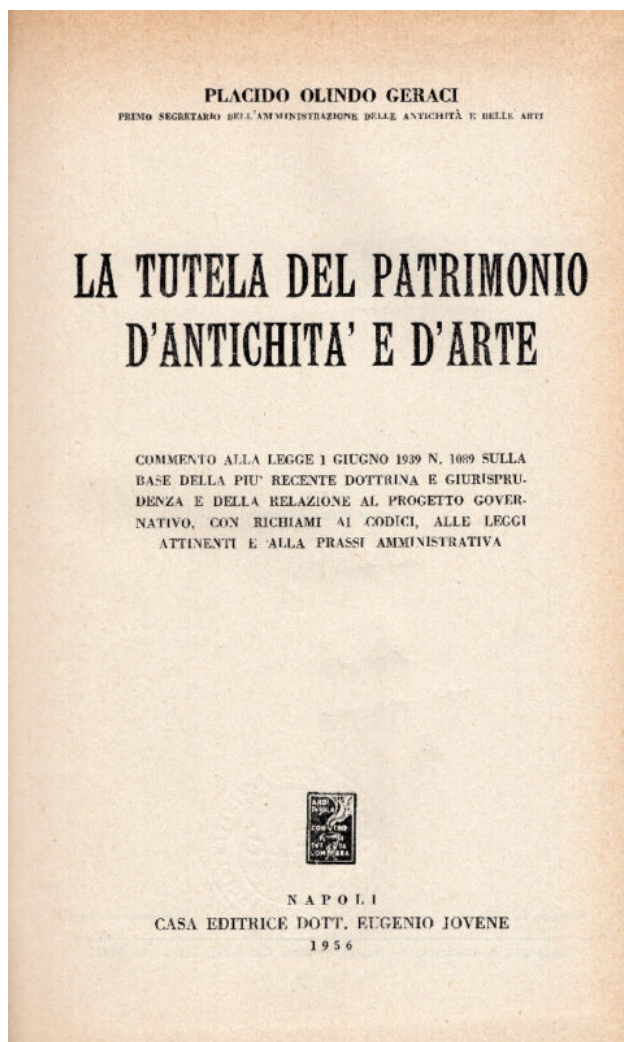 PLACIDO OLINDO GERACI
PRIMO SEGRETARIO DELL'AMMINISTRAZIONE DELLE ANTICHITÀ E DELLE ARTI
LA TUTELA DEL PATRIMONIO
D'ANTICHITA' E D'ARTE
COMMENTO ALLA LEGGE 1 GIUGNO 1939 N. 1089 SULLA
BASE DELLA PIU' RECENTE DOTTRINA E GIURISPRU-
DENZA E DELLA RELAZIONE AL PROGETTO GOVER-
NATIVO, CON RICHIAMI AI CODICI, ALLE LEGGI
ATTINENTI E ALLA PRASSI AMMINISTRATIVA
NAPOLI
CASA EDITRICE DOTT. EUGENIO JOVENE
1956